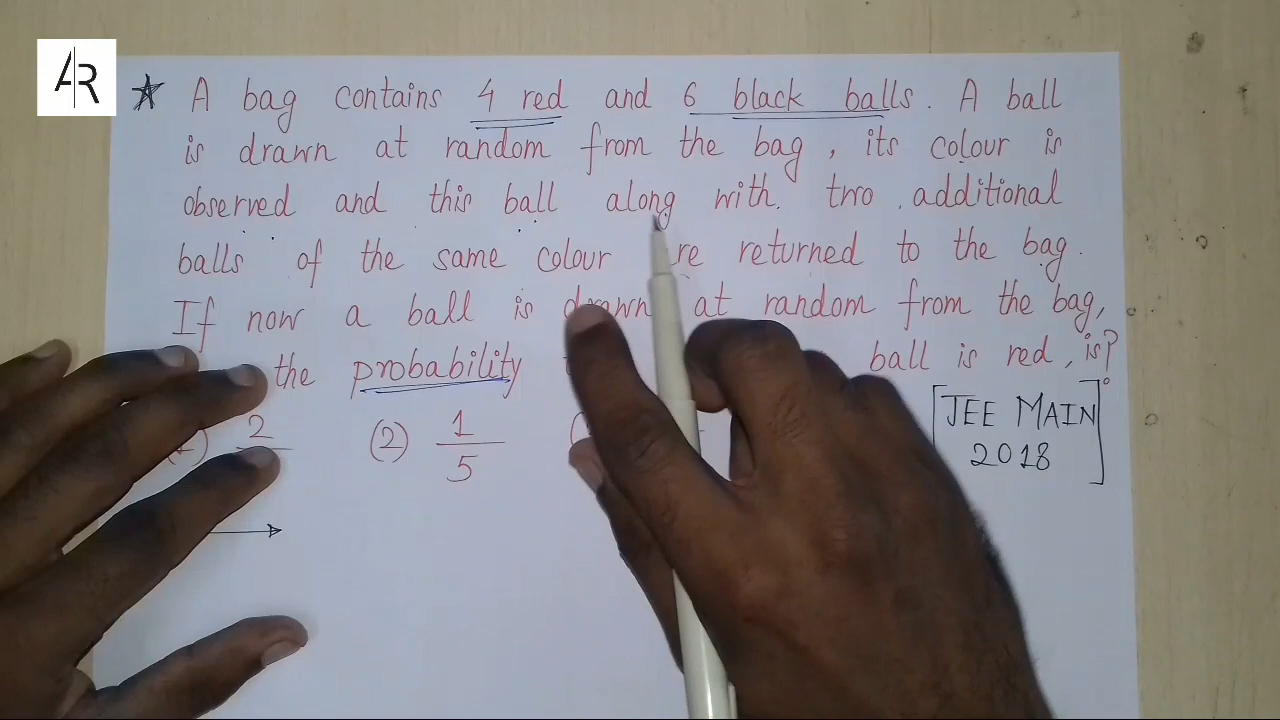 AR
A bag contains 4 red and 6 black balls. A ball
is drawn at random from the bag, its colour is
observed and this ball along with two additional
balls of the same colour are returned to the bag.
If now a ball is drawn at random from the bag,
the probability ball is red, is?
2 (2) 1/5
[JEE MAIN
2018]